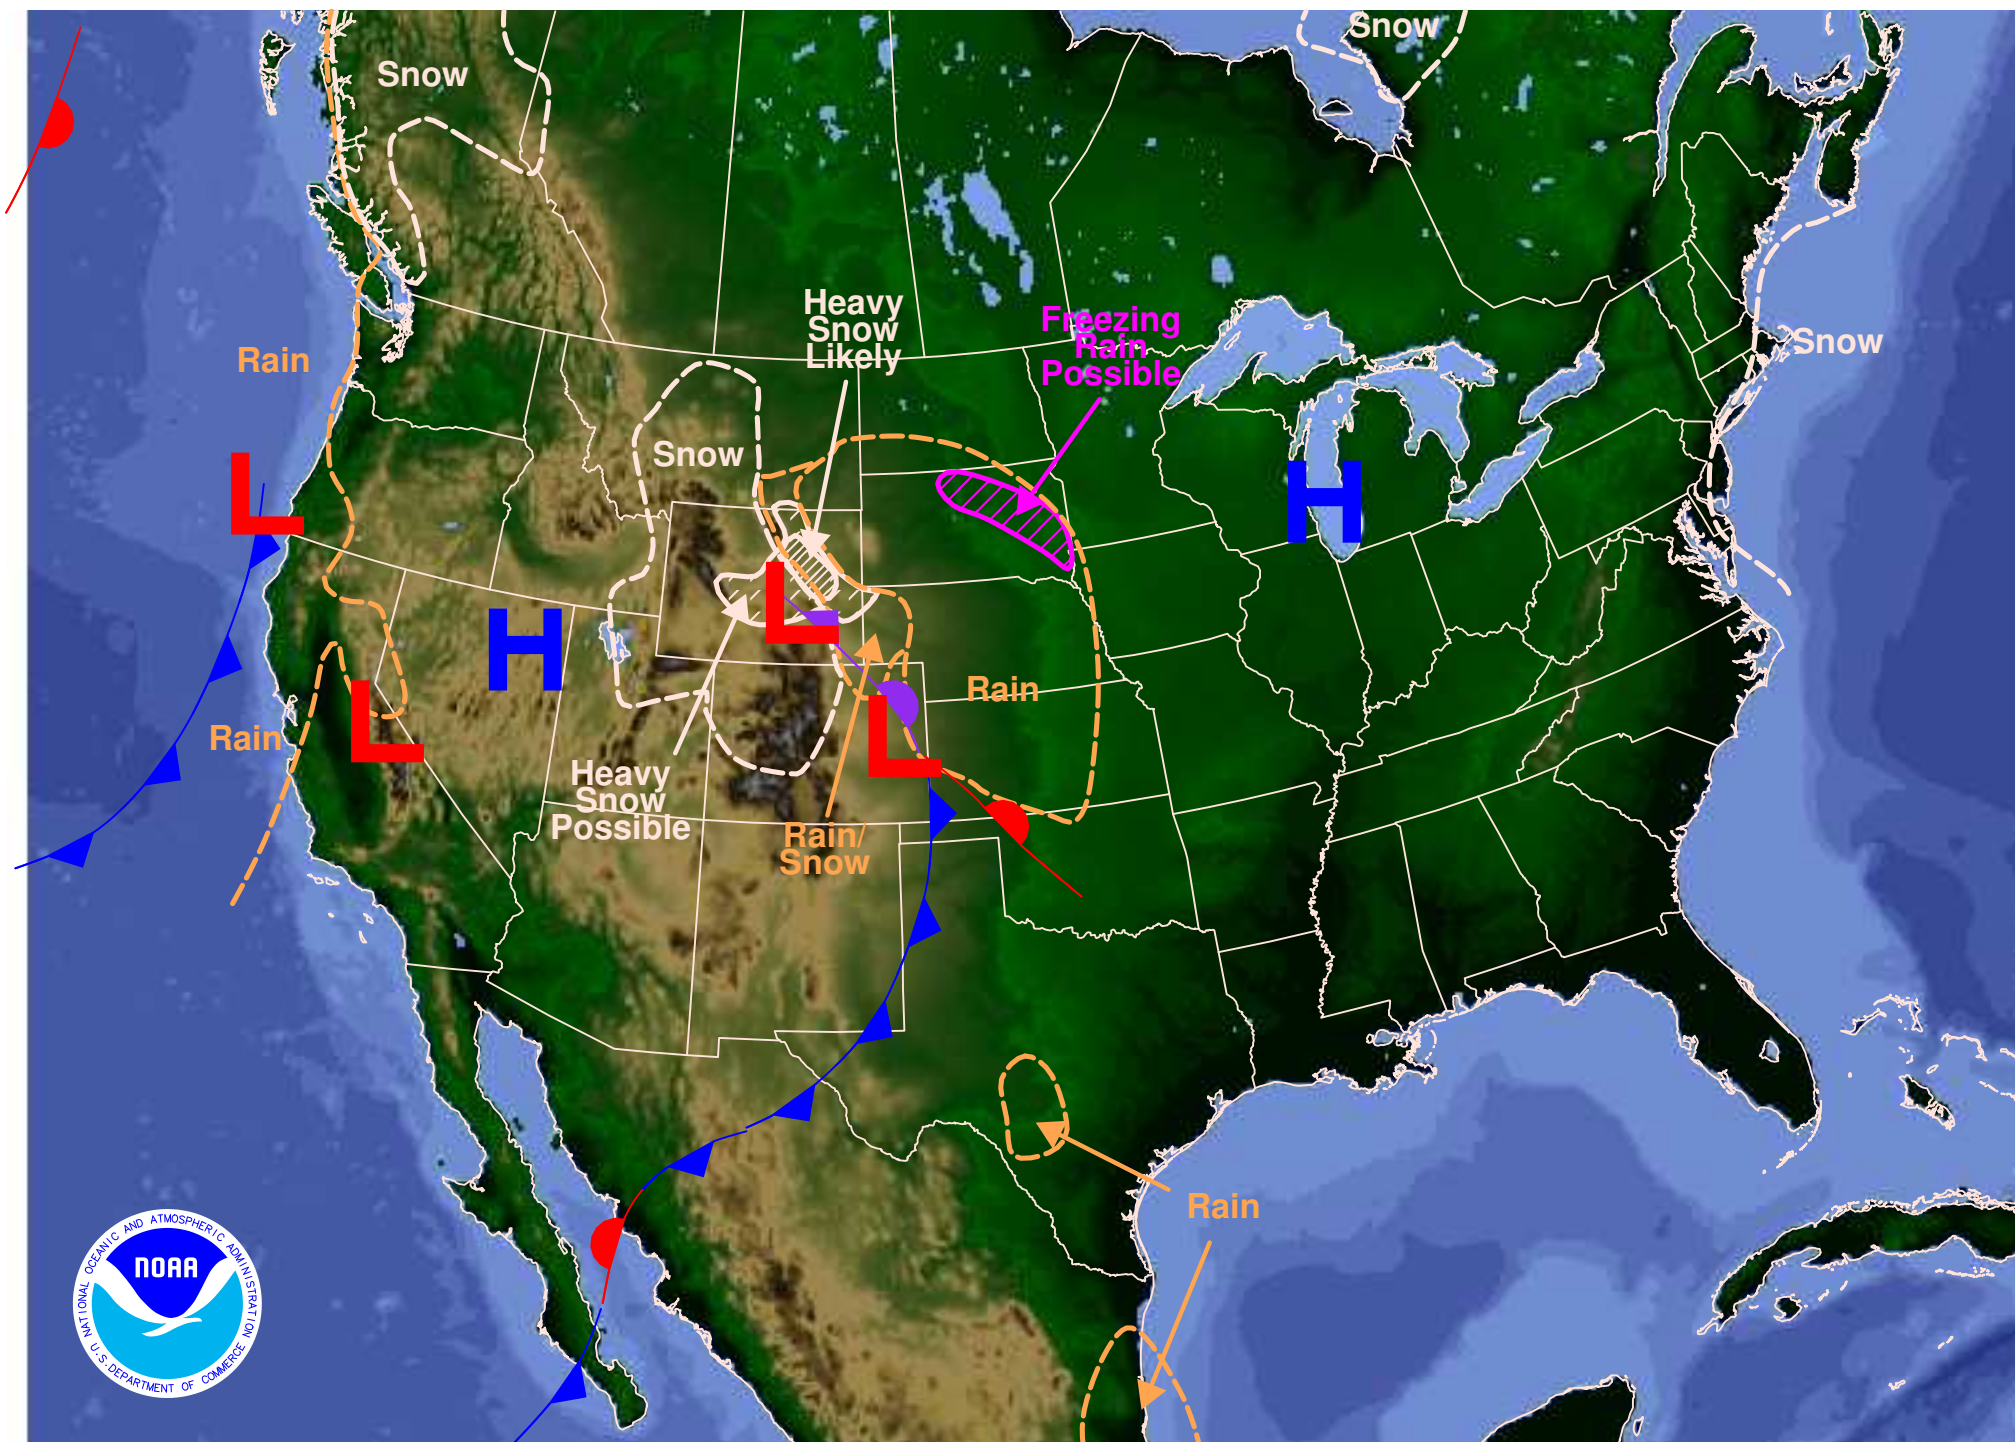 Snow
Snow
Heavy
Snow
Likely
Freezing
Rain
Possible
Snow
Rain
Snow
L
H
L
H
Rain
L
Rain
L
Heavy
Snow
Possible
Rain/
Snow
Rain
NATIONAL OCEANIC AND ATMOSPHERIC ADMINISTRATION
NOAA
U.S. DEPARTMENT OF COMMERCE